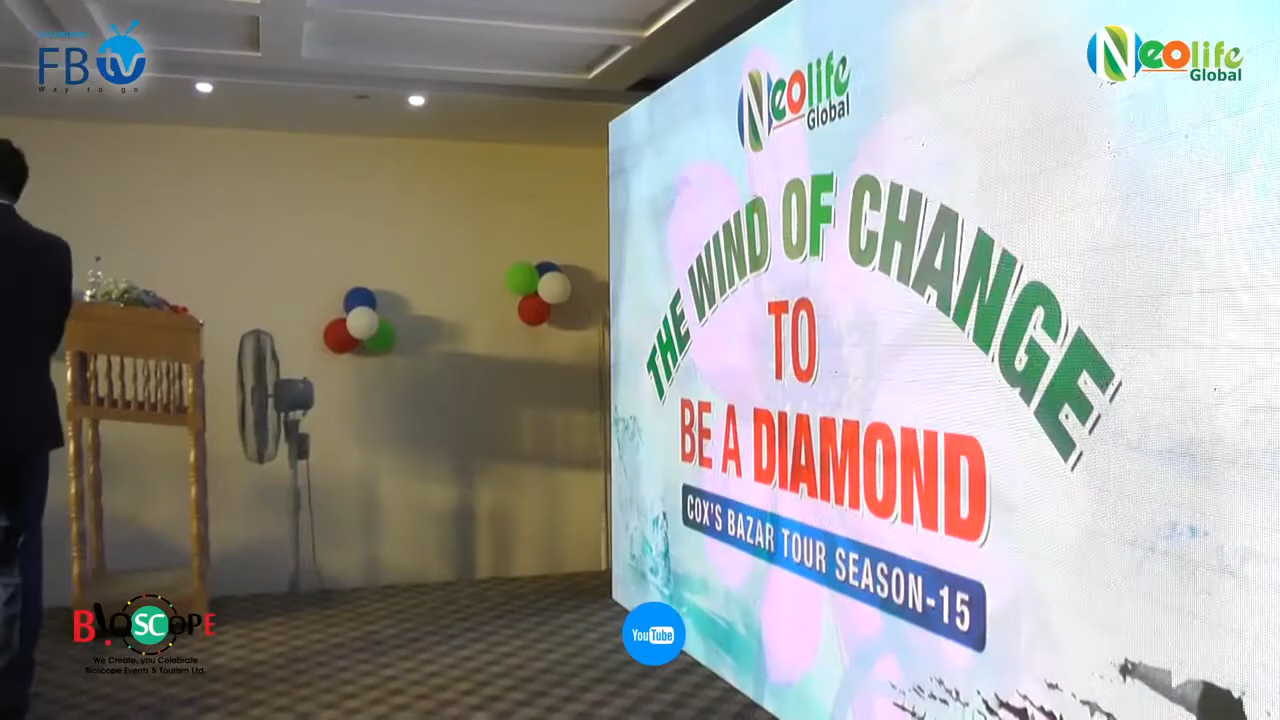 FB tv
Way to go
Neolife
Global
Neolife
Global
THE WIND OF CHANGE
TO
BE A DIAMOND
COX'S BAZAR TOUR SEASON-15
BIOSCOPE
We Create, you Celebrate
Bioscope Events & Tourism Ltd.
YouTube